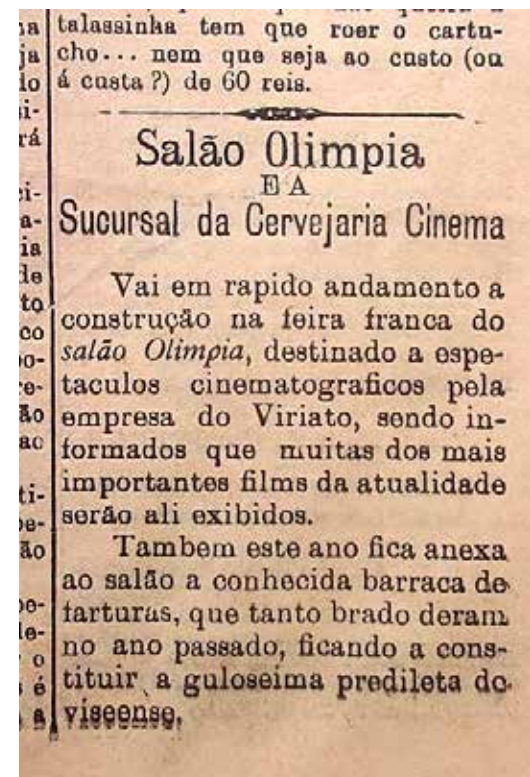 talassinha tem que roer o cartu-
cho... nem que seja ao custo (ou
á custa?) de 60 reis.
Salão Olimpia
E A
Sucursal da Cervejaria Cinema
Vai em rapido andamento a
construção na feira franca do
salão Olimpia, destinado a espe-
taculos cinematograficos pela
empresa do Viriato, sendo in-
formados que muitas dos mais
importantes films da atualidade
serão ali exibidos.
Tambem este ano fica anexa
ao salão a conhecida barraca de
farturas, que tanto brado deram
no ano passado, ficando a cons-
tituir a guloseima predileta do
viseense.